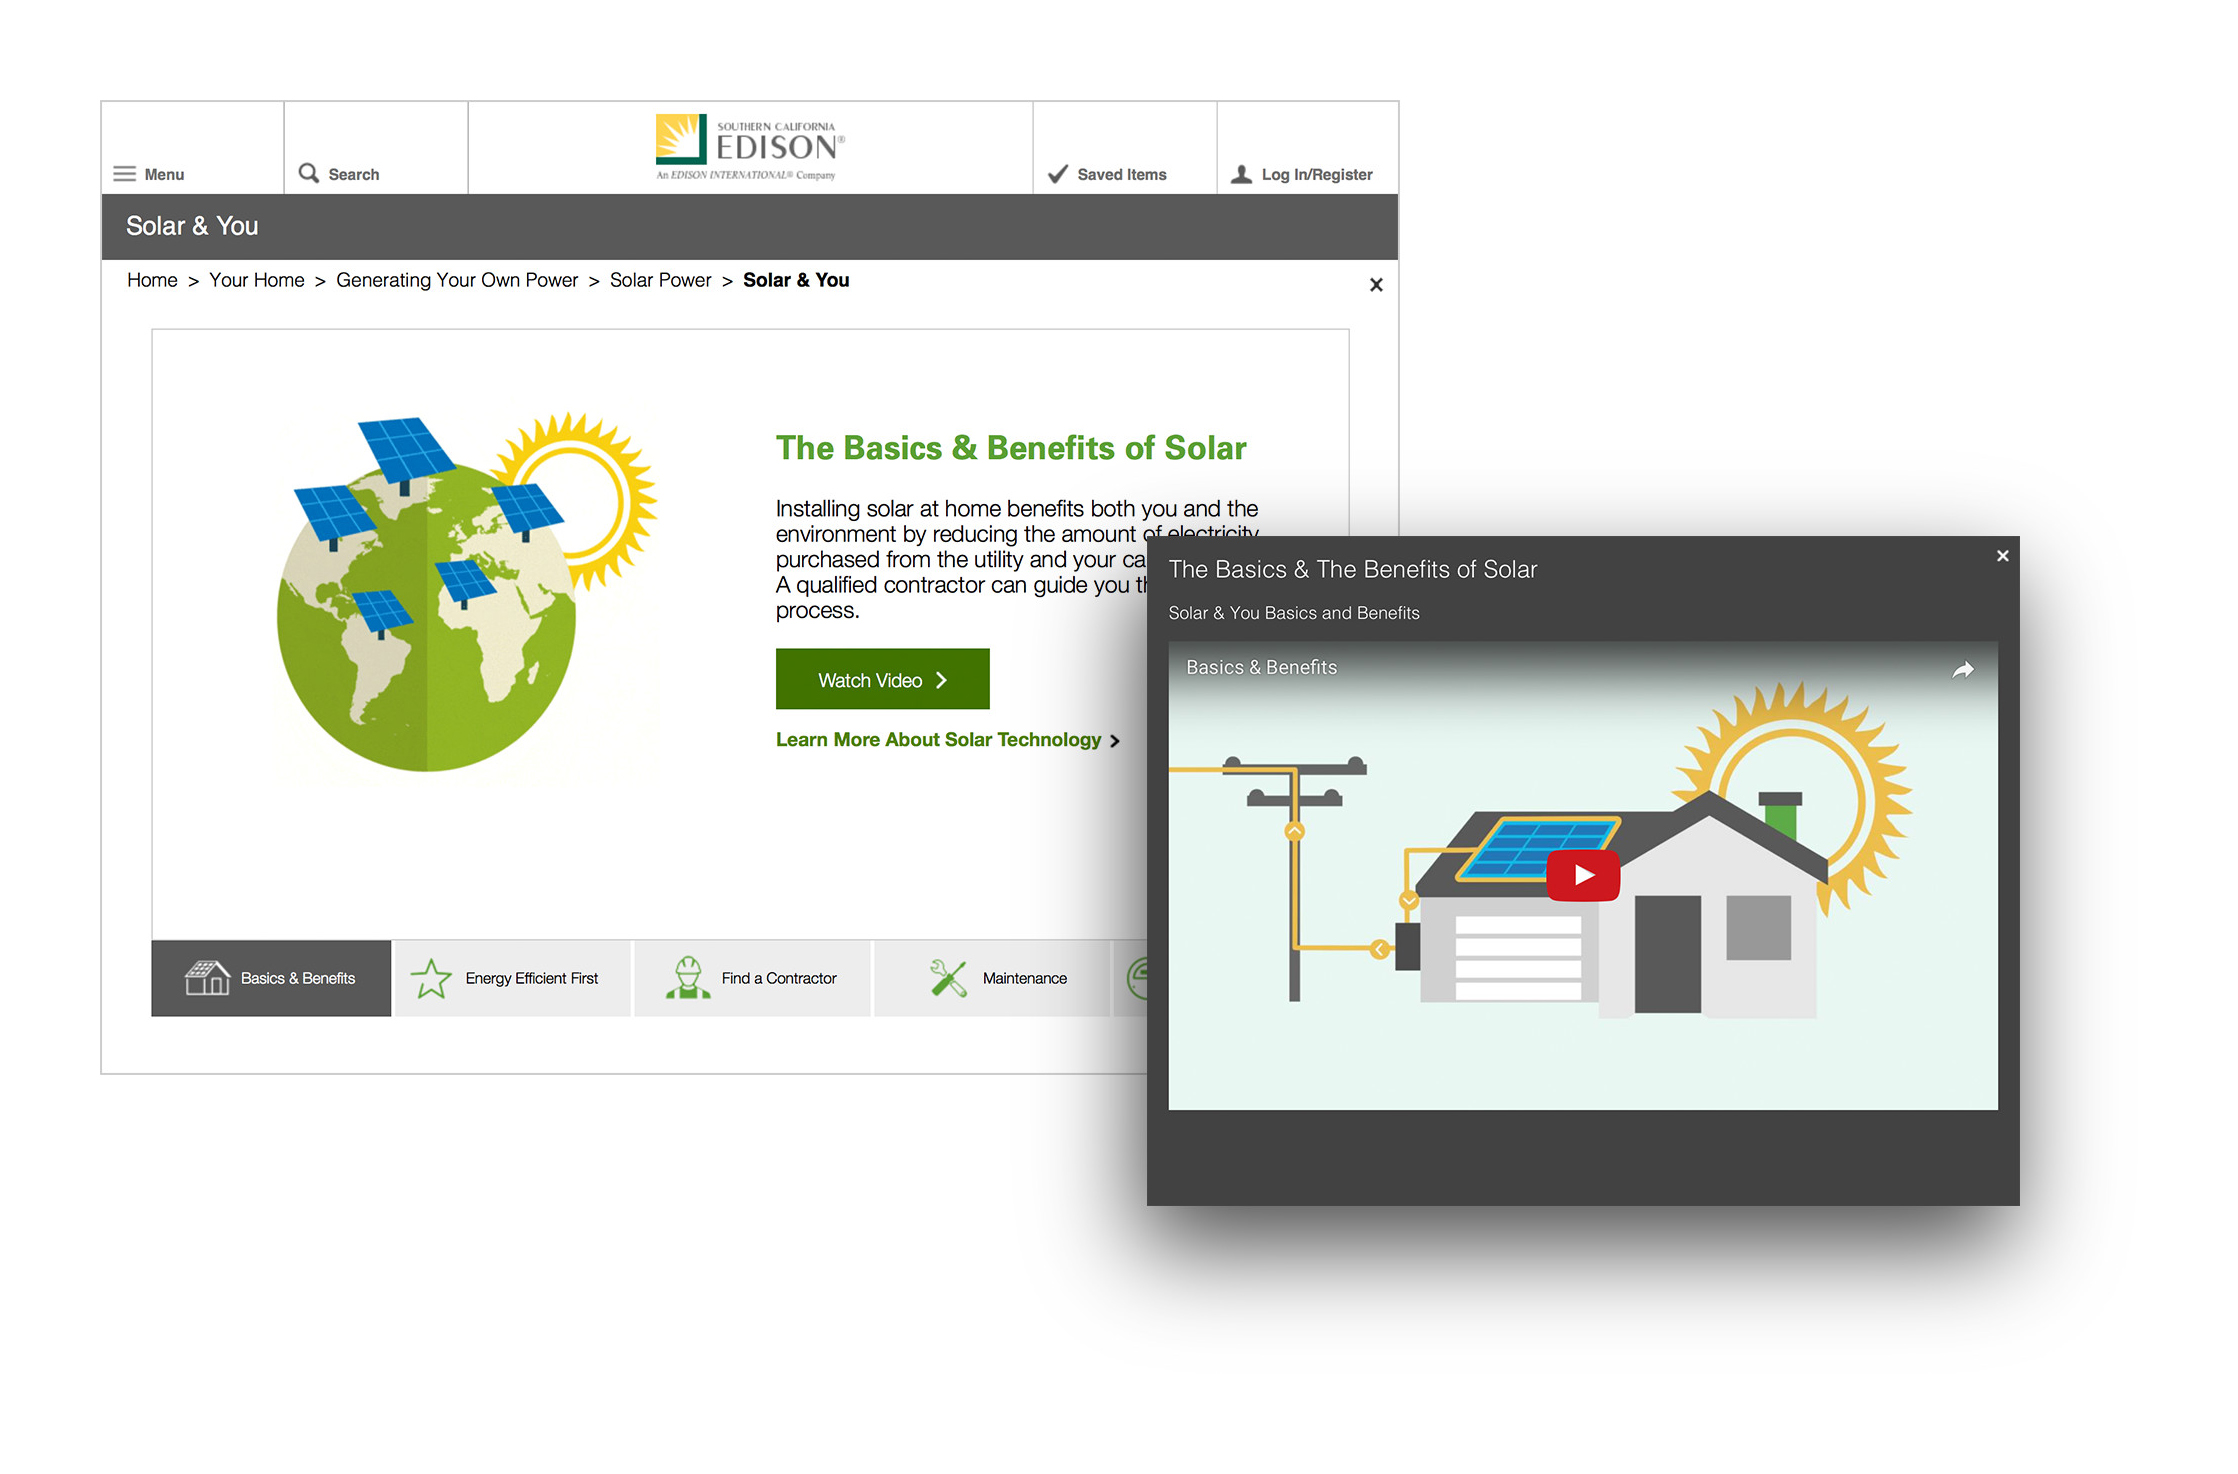 Menu
Search
SOUTHERN CALIFORNIA
EDISON®
An EDISON INTERNATIONAL® Company
Saved Items
Log In/Register
Solar & You
Home > Your Home > Generating Your Own Power > Solar Power > Solar & You
The Basics & Benefits of Solar
Installing solar at home benefits both you and the
environment by reducing the amount of electricity
purchased from the utility and your
A qualified contractor can guide you
process.
Watch Video
Learn More About Solar Technology
Basics & Benefits
Energy Efficient First
Find a Contractor
Maintenance
The Basics & The Benefits of Solar
Solar & You Basics and Benefits
Basics & Benefits